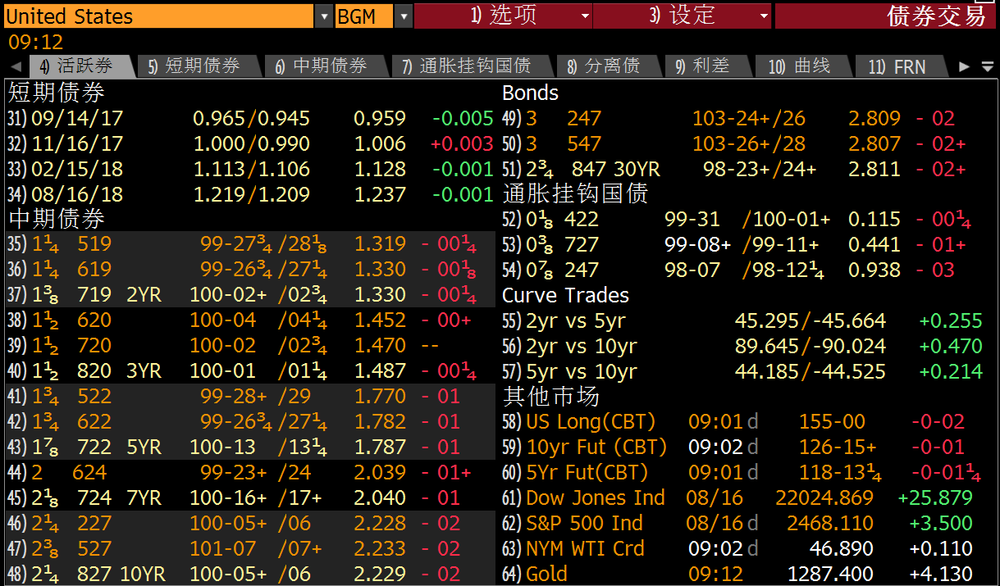 United States BGM 1) 选项 3) 设定 债券交易
09:12
4) 活跃券 5) 短期债券 6) 中期债券 7) 通胀挂钩国债 8) 分离债 9) 利差 10) 曲线 11) FRN
短期债券
31) 09/14/17 0.965/0.945 0.959 -0.005
32) 11/16/17 1.000/0.990 1.006 +0.003
33) 02/15/18 1.113/1.106 1.128 -0.001
34) 08/16/18 1.219/1.209 1.237 -0.001
中期债券
35) 1¼ 519 99-27¾ /28⅛ 1.319 - 00¼
36) 1¼ 619 99-26¾ /27¼ 1.330 - 00⅛
37) 1⅜ 719 2YR 100-02+ /02¾ 1.330 - 00¼
38) 1½ 620 100-04 /04¼ 1.452 - 00+
39) 1½ 720 100-02 /02¾ 1.470 --
40) 1½ 820 3YR 100-01 /01¼ 1.487 - 00¼
41) 1¾ 522 99-28+ /29 1.770 - 01
42) 1¾ 622 99-26¾ /27¼ 1.782 - 01
43) 1⅞ 722 5YR 100-13 /13¼ 1.787 - 01
44) 2 624 99-23+ /24 2.039 - 01+
45) 2⅛ 724 7YR 100-16+ /17+ 2.040 - 01
46) 2¼ 227 100-05+ /06 2.228 - 02
47) 2⅜ 527 101-07 /07+ 2.233 - 02
48) 2¼ 827 10YR 100-05+ /06 2.229 - 02
Bonds
49) 3 247 103-24+/26 2.809 - 02
50) 3 547 103-26+/28 2.807 - 02+
51) 2¾ 847 30YR 98-23+/24+ 2.811 - 02+
通胀挂钩国债
52) 0⅛ 422 99-31 /100-01+ 0.115 - 00¼
53) 0⅜ 727 99-08+ /99-11+ 0.441 - 01+
54) 0⅞ 247 98-07 /98-12¼ 0.938 - 03
Curve Trades
55) 2yr vs 5yr 45.295/-45.664 +0.255
56) 2yr vs 10yr 89.645/-90.024 +0.470
57) 5yr vs 10yr 44.185/-44.525 +0.214
其他市场
58) US Long(CBT) 09:01 d 155-00 -0-02
59) 10yr Fut (CBT) 09:02 d 126-15+ -0-01
60) 5Yr Fut(CBT) 09:01 d 118-13¼ -0-01¼
61) Dow Jones Ind 08/16 22024.869 +25.879
62) S&P 500 Ind 08/16 d 2468.110 +3.500
63) NYM WTI Crd 09:02 d 46.890 +0.110
64) Gold 09:12 1287.400 +4.130